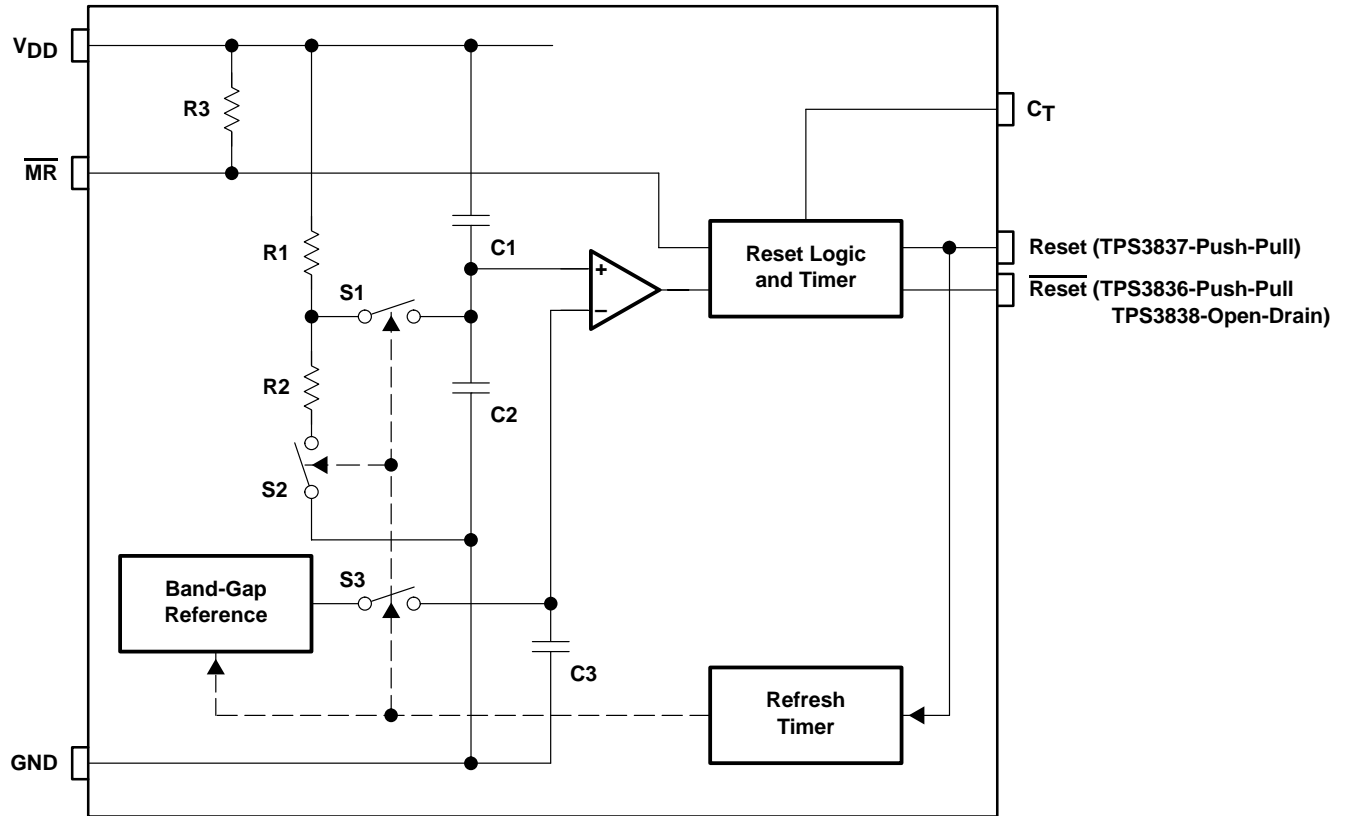 VDD
R3
CT
MR
R1
C1
Reset Logic
and Timer
Reset (TPS3837-Push-Pull)
S1
+
−
Reset (TPS3836-Push-Pull
TPS3838-Open-Drain)
R2
C2
S2
Band-Gap
Reference
S3
C3
Refresh
Timer
GND